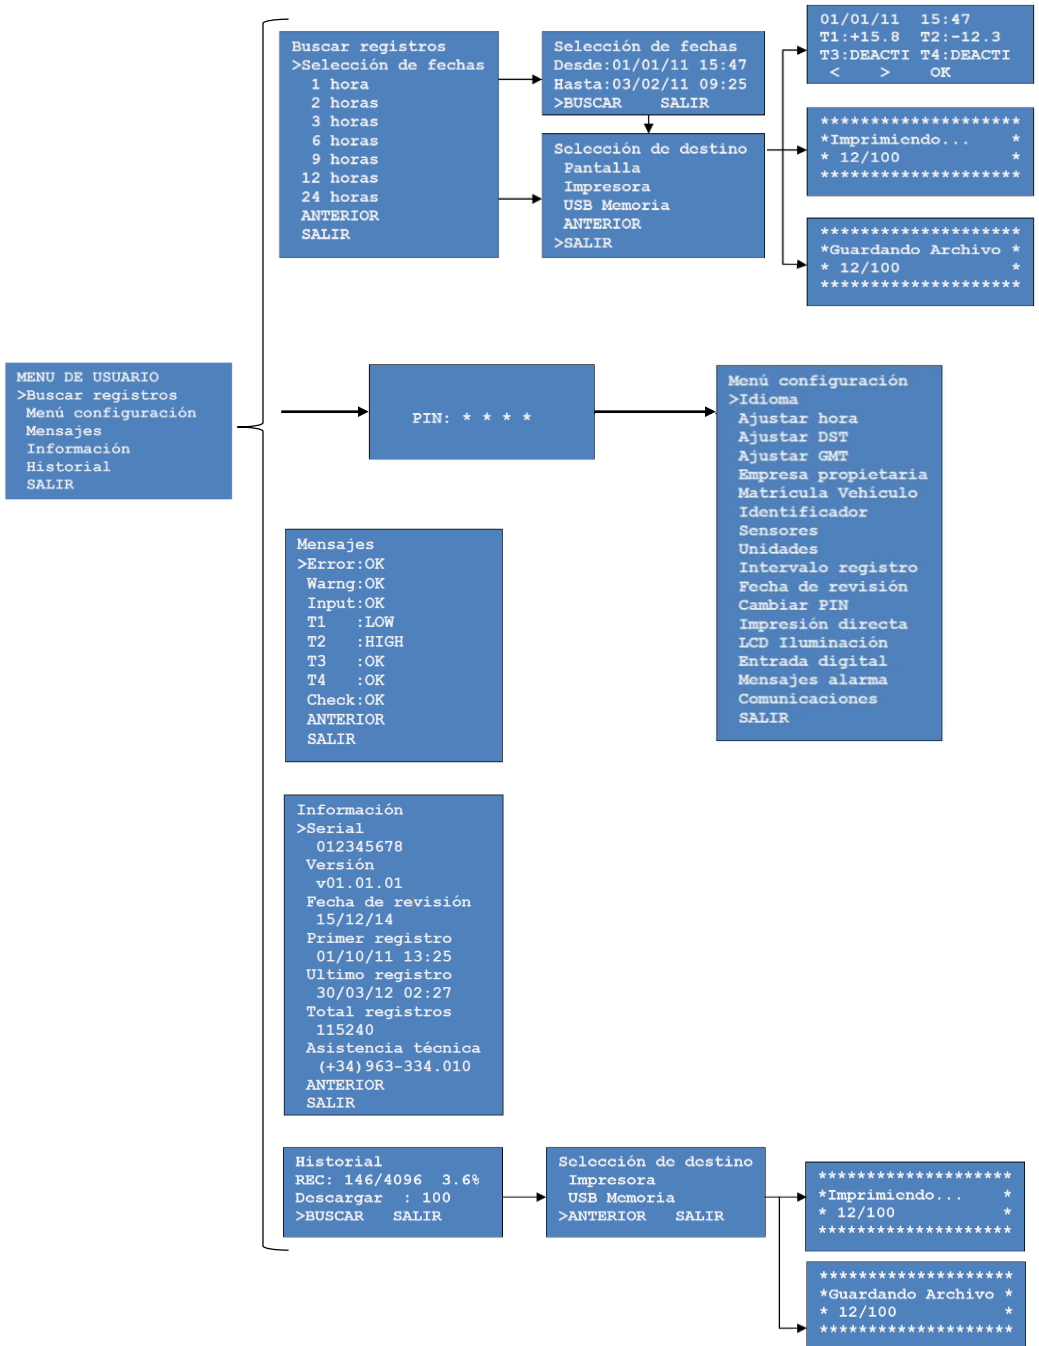 MENU DE USUARIO
>Buscar registros
Menú configuración
Mensajes
Información
Historial
SALIR
Buscar registros
>Selección de fechas
1 hora
2 horas
3 horas
6 horas
9 horas
12 horas
24 horas
ANTERIOR
SALIR
Selección de fechas
Desde:01/01/11 15:47
Hasta:03/02/11 09:25
>BUSCAR SALIR
Selección de destino
Pantalla
Impresora
USB Memoria
ANTERIOR
>SALIR
01/01/11 15:47
T1:+15.8 T2:-12.3
T3:DEACTI T4:DEACTI
< > OK
********************
*Imprimiendo... *
* 12/100 *
********************
********************
*Guardando Archivo *
* 12/100 *
********************
PIN: * * * *
Menú configuración
>Idioma
Ajustar hora
Ajustar DST
Ajustar GMT
Empresa propietaria
Matrícula Vehículo
Identificador
Sensores
Unidades
Intervalo registro
Fecha de revisión
Cambiar PIN
Impresión directa
LCD Iluminación
Entrada digital
Mensajes alarma
Comunicaciones
SALIR
Mensajes
>Error:OK
Warng:OK
Input:OK
T1 :LOW
T2 :HIGH
T3 :OK
T4 :OK
Check:OK
ANTERIOR
SALIR
Información
>Serial
012345678
Versión
v01.01.01
Fecha de revisión
15/12/14
Primer registro
01/10/11 13:25
Ultimo registro
30/03/12 02:27
Total registros
115240
Asistencia técnica
(+34)963-334.010
ANTERIOR
SALIR
Historial
REC: 146/4096 3.6%
Descargar : 100
>BUSCAR SALIR
Selección de destino
Impresora
USB Memoria
>ANTERIOR SALIR
********************
*Imprimiendo... *
* 12/100 *
********************
********************
*Guardando Archivo *
* 12/100 *
********************